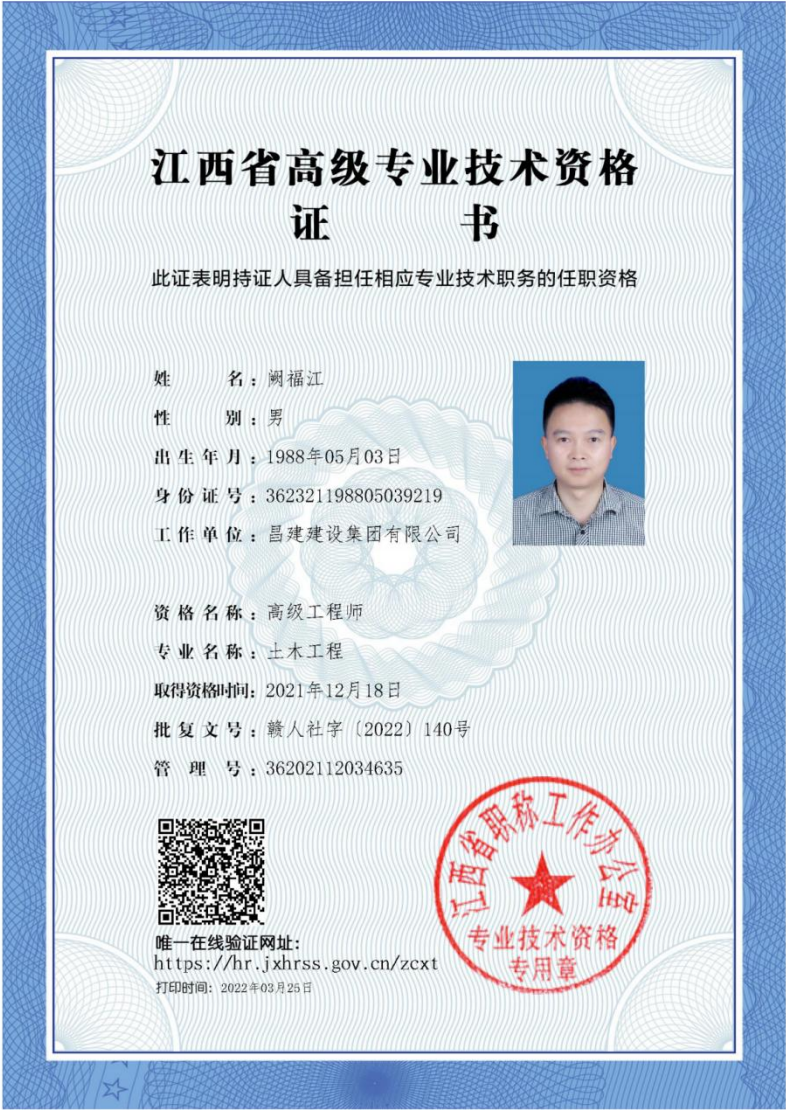 江西省高级专业技术资格
证 书
此证表明持证人具备担任相应专业技术职务的任职资格
姓 名：阙福江
性 别：男
出生年月：1988年05月03日
身份证号：362321198805039219
工作单位：昌建建设集团有限公司
资格名称：高级工程师
专业名称：土木工程
取得资格时间：2021年12月18日
批复文号：赣人社字〔2022〕140号
管 理 号：36202112034635
江西省职称工作办公室
专业技术资格
专用章
唯一在线验证网址：
https://hr.jxhrss.gov.cn/zcxt
打印时间：2022年03月25日